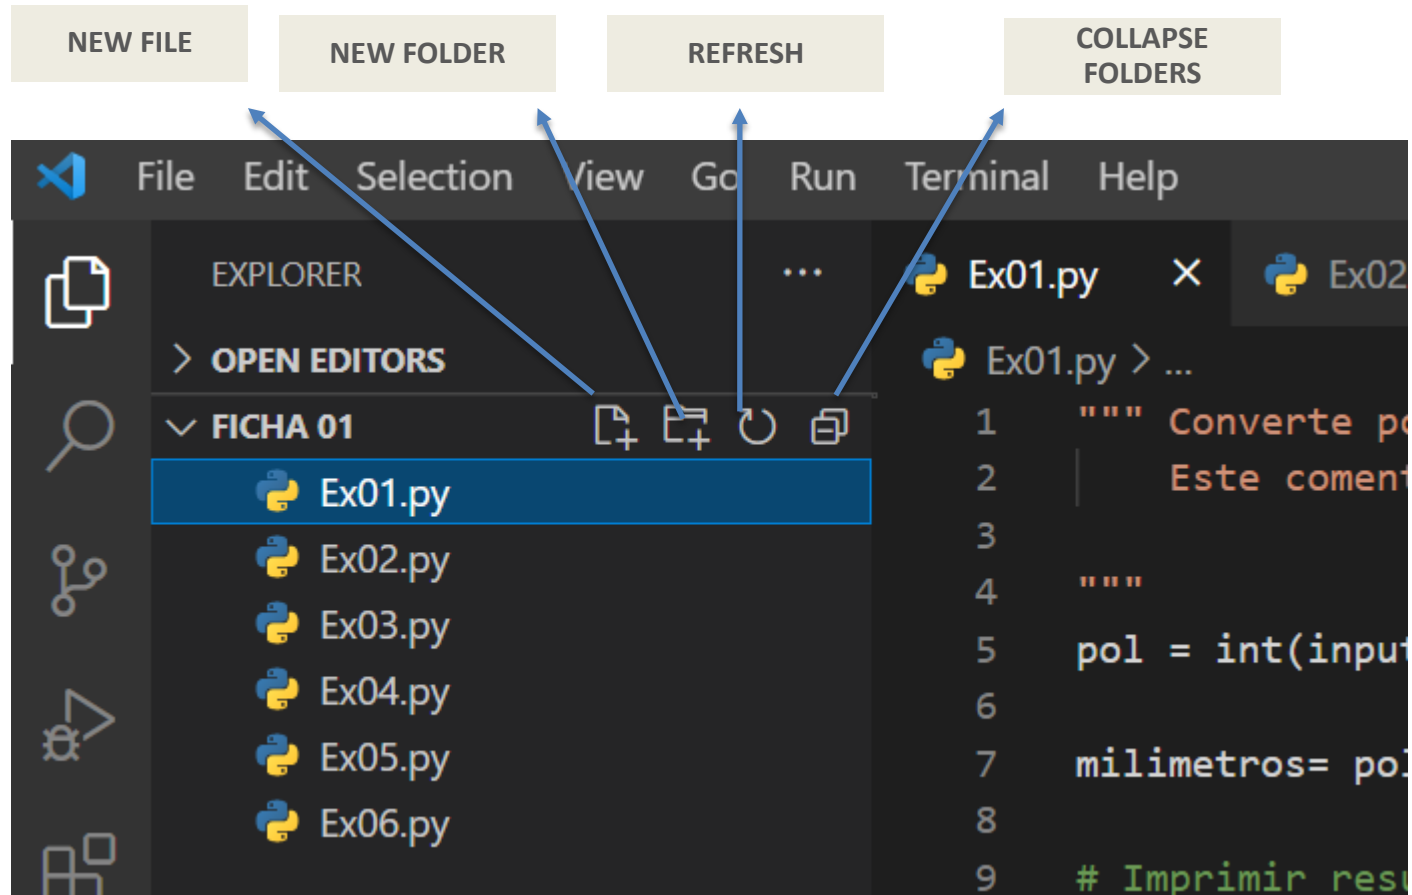 NEW FILE
NEW FOLDER
REFRESH
COLLAPSE
FOLDERS
File Edit Selection View Go Run Terminal Help
EXPLORER ...
Ex01.py
Ex02
OPEN EDITORS
Ex01.py > ...
FICHA 01
Ex01.py
Ex02.py
Ex03.py
Ex04.py
Ex05.py
Ex06.py
1 """ Converte po
2 Este coment
3
4 """
5 pol = int(input
6
7 milimetros= pol
8
9 # Imprimir resu